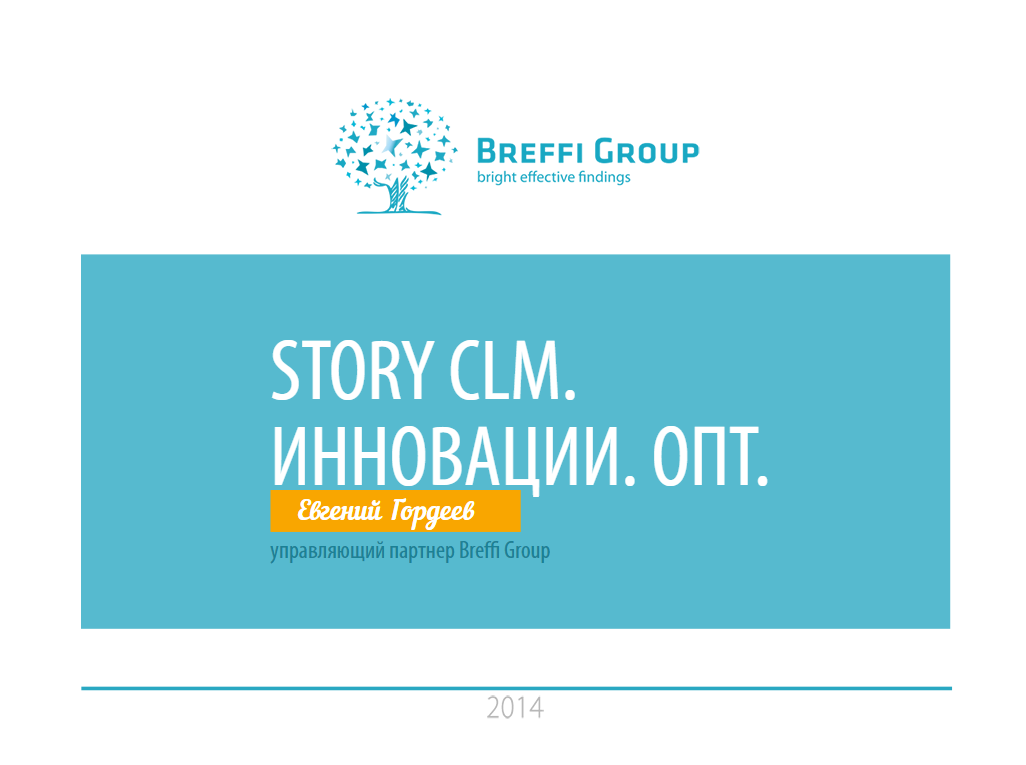 BREFFI GROUP
bright effective findings
STORY CLM.
ИННОВАЦИИ. ОПТ.
Евгений Гордеев
управляющий партнер Breffi Group
2014